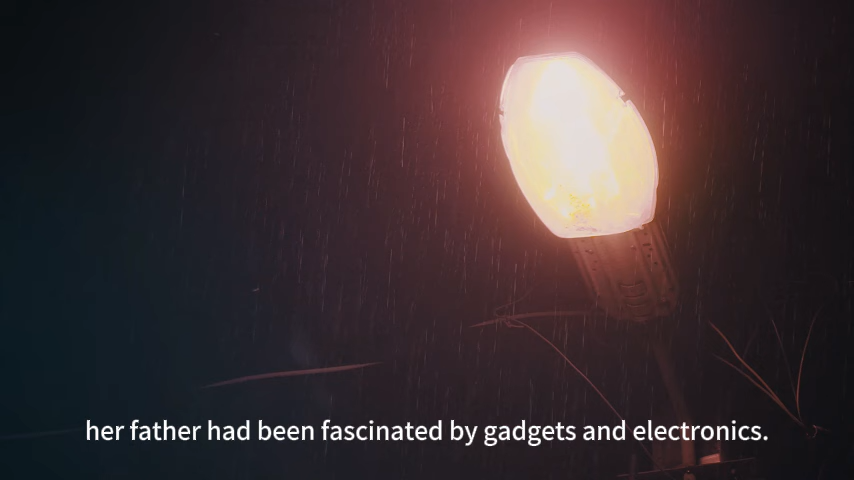 her father had been fascinated by gadgets and electronics.